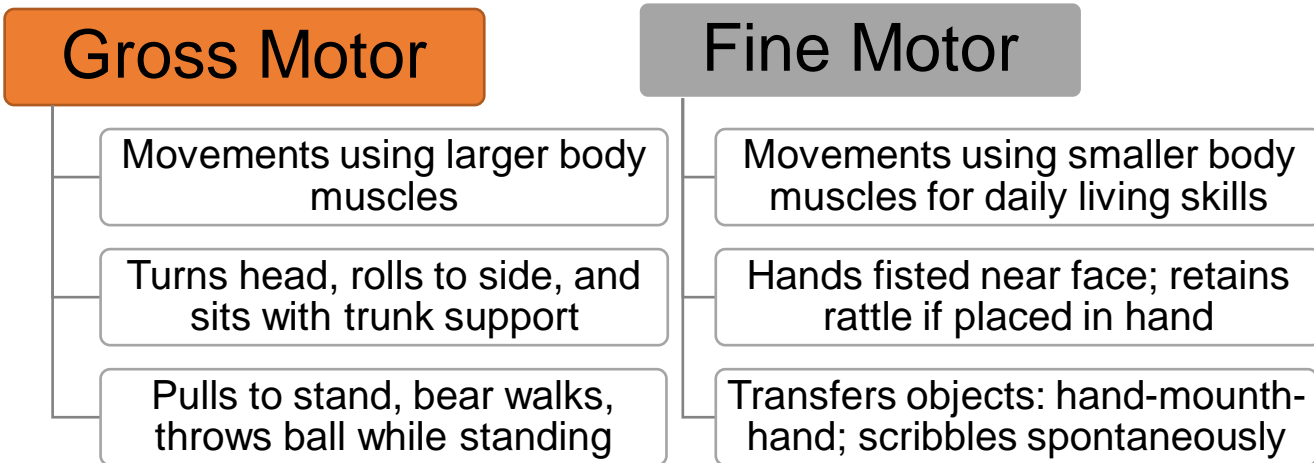 Gross Motor
Movements using larger body
muscles
Turns head, rolls to side, and
sits with trunk support
Pulls to stand, bear walks,
throws ball while standing
Fine Motor
Movements using smaller body
muscles for daily living skills
Hands fisted near face; retains
rattle if placed in hand
Transfers objects: hand-mounth-
hand; scribbles spontaneously